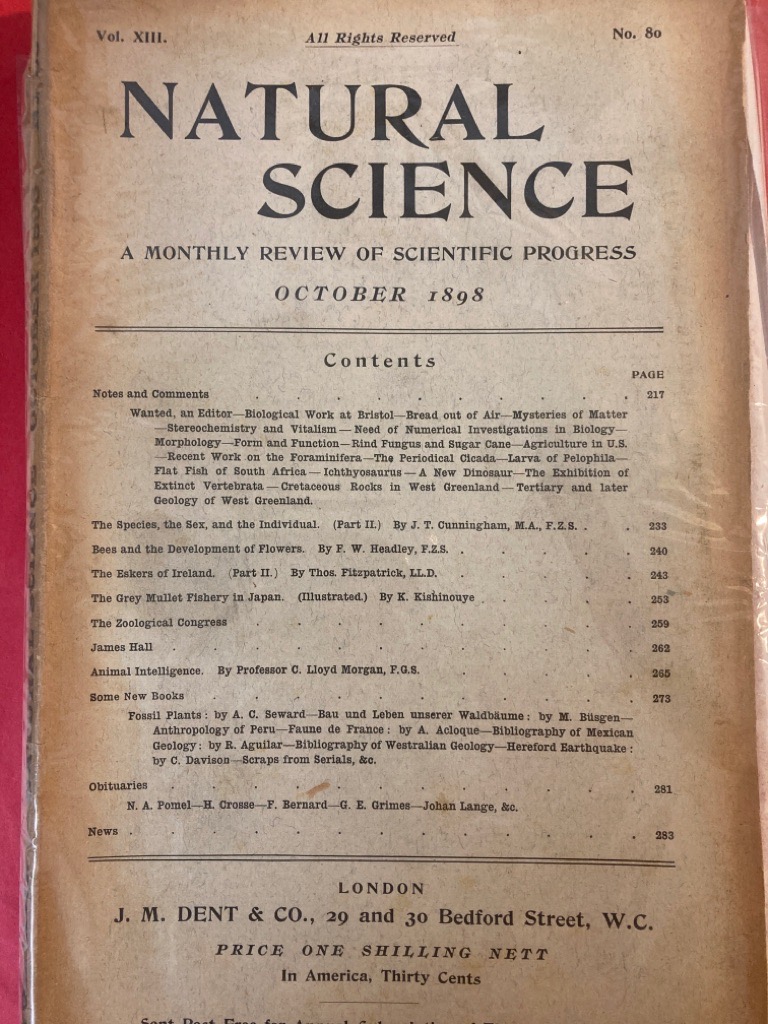 Vol. XIII. All Rights Reserved No. 80
NATURAL
SCIENCE
A MONTHLY REVIEW OF SCIENTIFIC PROGRESS
OCTOBER 1898
Contents
PAGE
Notes and Comments . . . . . . . . . 217
Wanted, an Editor—Biological Work at Bristol—Bread out of Air—Mysteries of Matter
—Stereochemistry and Vitalism—Need of Numerical Investigations in Biology—
Morphology—Form and Function—Rind Fungus and Sugar Cane—Agriculture in U.S.
—Recent Work on the Foraminifera—The Periodical Cicada—Larva of Pelophila—
Flat Fish of South Africa—Ichthyosaurus—A New Dinosaur—The Exhibition of
Extinct Vertebrata—Cretaceous Rocks in West Greenland—Tertiary and later
Geology of West Greenland.
The Species, the Sex, and the Individual. (Part II.) By J. T. Cunningham, M.A., F.Z.S. . . 233
Bees and the Development of Flowers. By F. W. Headley, F.Z.S. . . . . . 240
The Eskers of Ireland. (Part II.) By Thos. Fitzpatrick, LL.D. . . . . . 243
The Grey Mullet Fishery in Japan. (Illustrated.) By K. Kishinouye . . . . 253
The Zoological Congress . . . . . . . . 259
James Hall . . . . . . . . . . 262
Animal Intelligence. By Professor C. Lloyd Morgan, F.G.S. . . . . . 265
Some New Books . . . . . . . . . 273
Fossil Plants: by A. C. Seward—Bau und Leben unserer Waldbäume: by M. Büsgen—
Anthropology of Peru—Faune de France: by A. Acloque—Bibliography of Mexican
Geology: by R. Aguilar—Bibliography of Westralian Geology—Hereford Earthquake:
by C. Davison—Scraps from Serials, &c.
Obituaries . . . . . . . . . . 281
N. A. Pomel—H. Crosse—F. Bernard—G. E. Grimes—Johan Lange, &c.
News . . . . . . . . . . . 283
LONDON
J. M. DENT & CO., 29 and 30 Bedford Street, W.C.
PRICE ONE SHILLING NETT
In America, Thirty Cents
Sent Post Free for Annual